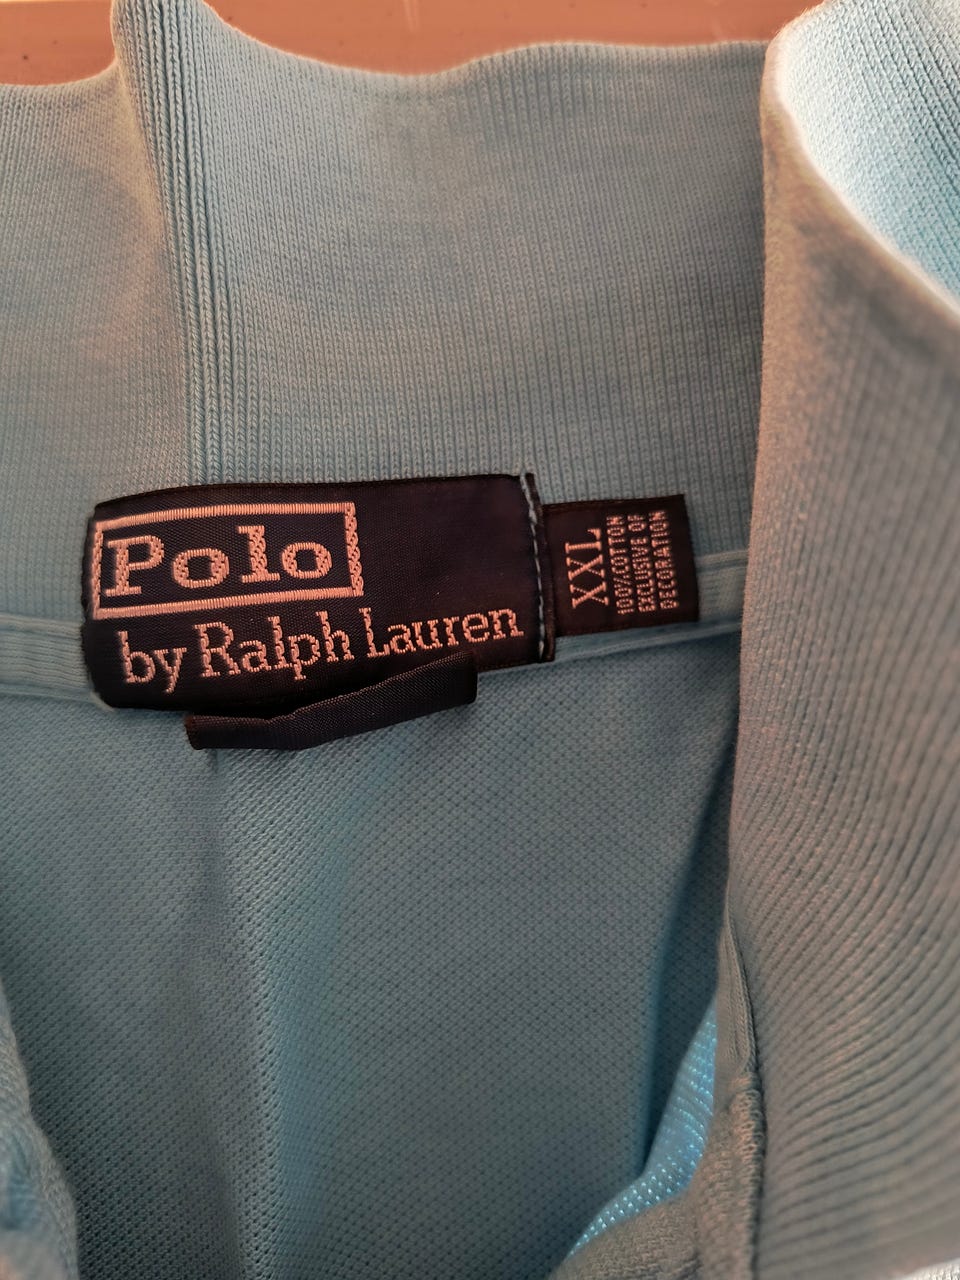 Polo
by Ralph Lauren
XXL
100% COTTON
EXCLUSIVE OF
DECORATION